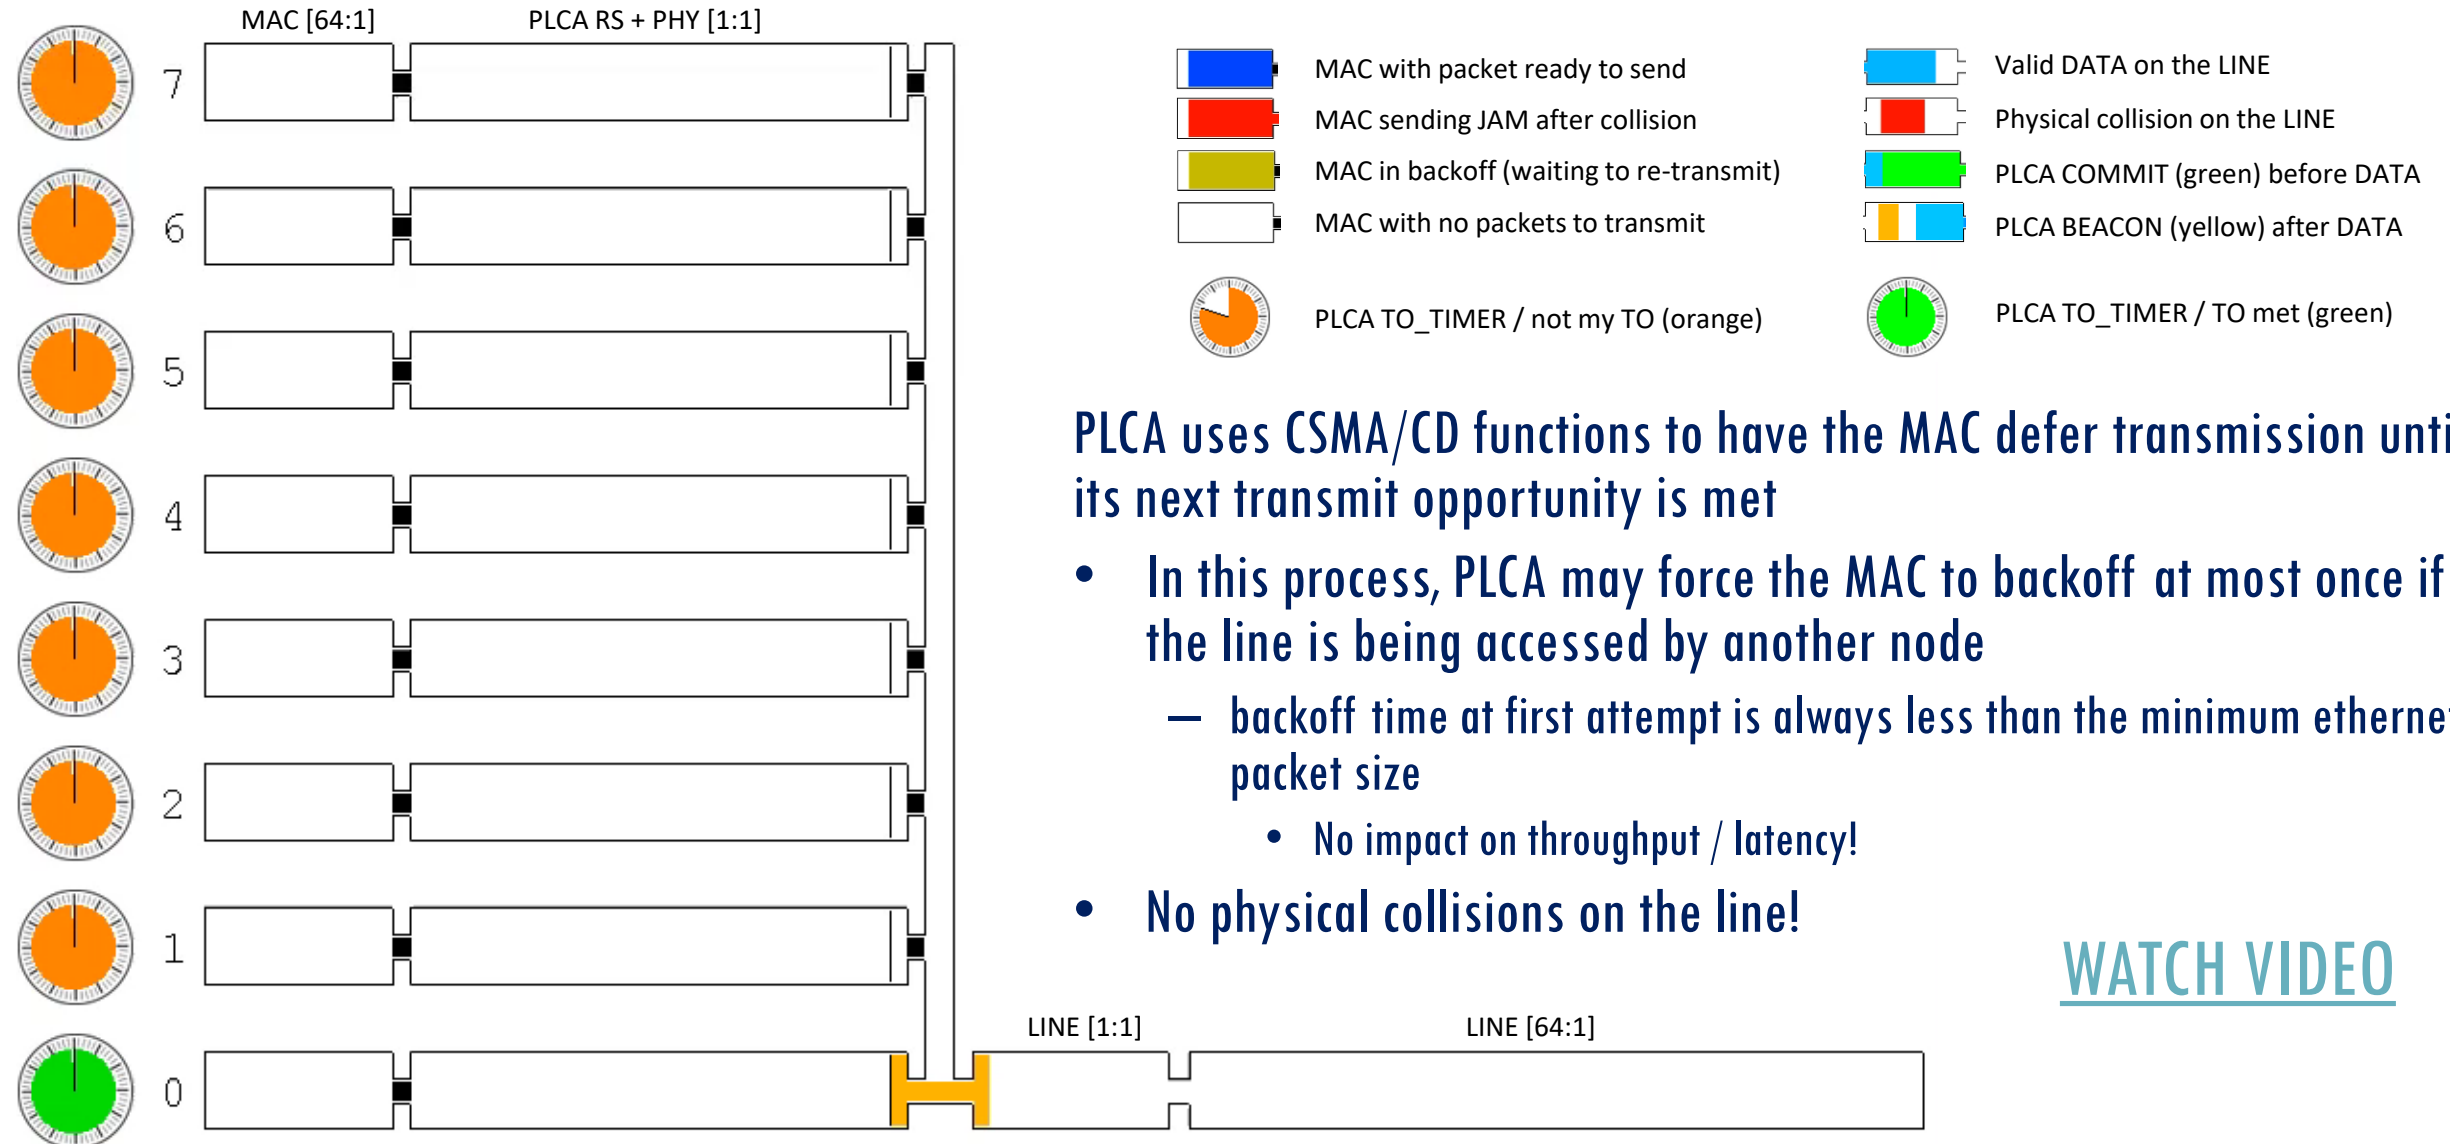 MAC [64:1]
PLCA RS + PHY [1:1]
7
6
5
4
3
2
1
0
MAC with packet ready to send
MAC sending JAM after collision
MAC in backoff (waiting to re-transmit)
MAC with no packets to transmit
PLCA TO_TIMER / not my TO (orange)
Valid DATA on the LINE
Physical collision on the LINE
PLCA COMMIT (green) before DATA
PLCA BEACON (yellow) after DATA
PLCA TO_TIMER / TO met (green)
PLCA uses CSMA/CD functions to have the MAC defer transmission unti
its next transmit opportunity is met
• In this process, PLCA may force the MAC to backoff at most once if
the line is being accessed by another node
— backoff time at first attempt is always less than the minimum ethernet
packet size
• No impact on throughput / latency!
• No physical collisions on the line!
WATCH VIDEO
LINE [1:1]
LINE [64:1]